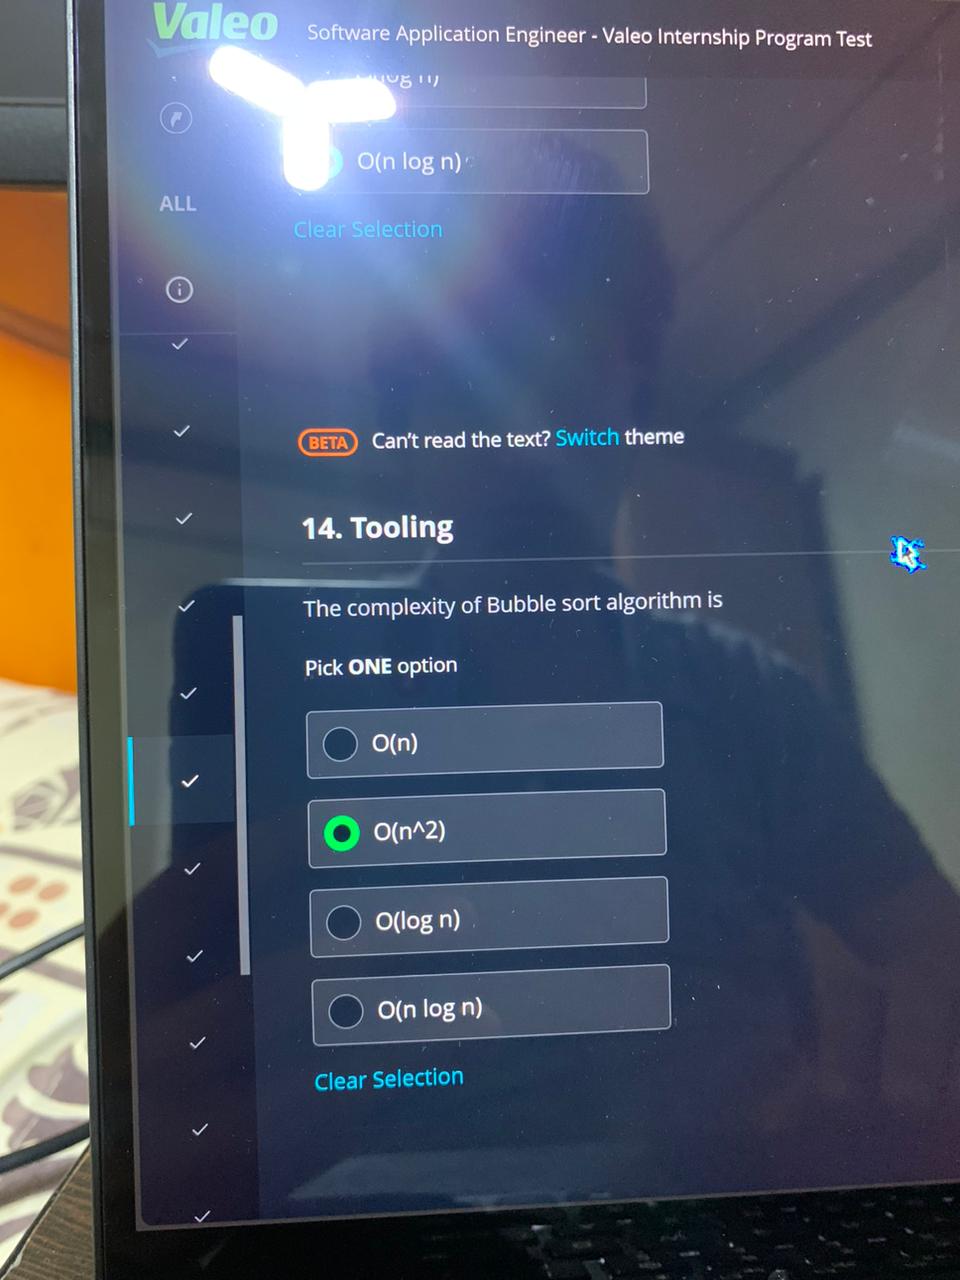 Valeo
Software Application Engineer - Valeo Internship Program Test
log n)
O(n log n)
Clear Selection
ALL
BETA Can't read the text? Switch theme
14. Tooling
The complexity of Bubble sort algorithm is
Pick ONE option
O(n)
O(n^2)
O(log n)
O(n log n)
Clear Selection